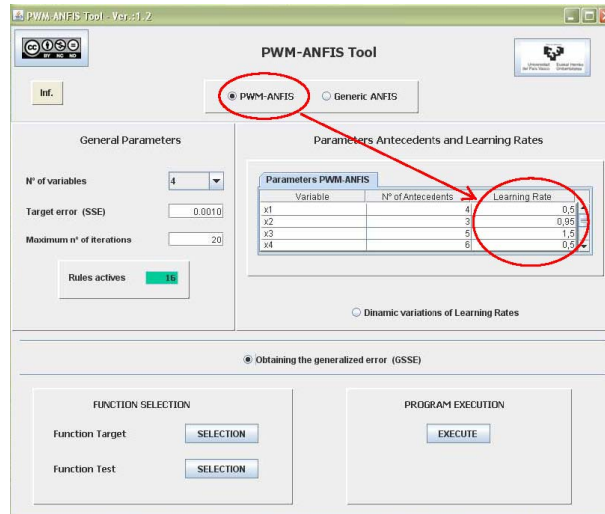 PWM-ANFIS Tool - Ver.:1.2
BY NC ND
PWM-ANFIS Tool
Inf.
PWM-ANFIS Generic ANFIS
General Parameters
Nº of variables 4
Target error (SSE) 0.0010
Maximum nº of iterations 20
Rules actives 16
Parameters Antecedents and Learning Rates
Parameters PWM-ANFIS
Variable Nº of Antecedents Learning Rate
x1 4 0,5
x2 3 0,95
x3 5 1,5
x4 6 0,5
Dinamic variations of Learning Rates
Obtaining the generalized error (GSSE)
FUNCTION SELECTION
Function Target SELECTION
Function Test SELECTION
PROGRAM EXECUTION
EXECUTE